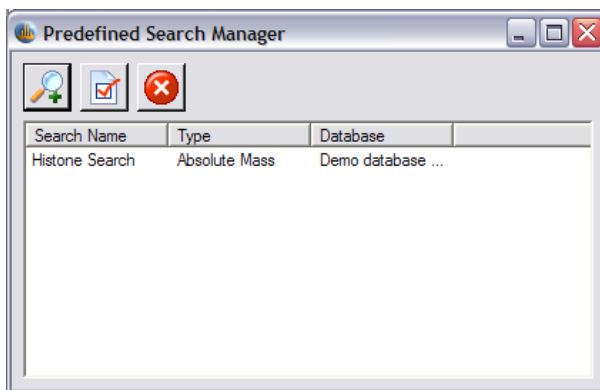 Predefined Search Manager
Search Name Type Database
Histone Search Absolute Mass Demo database ...